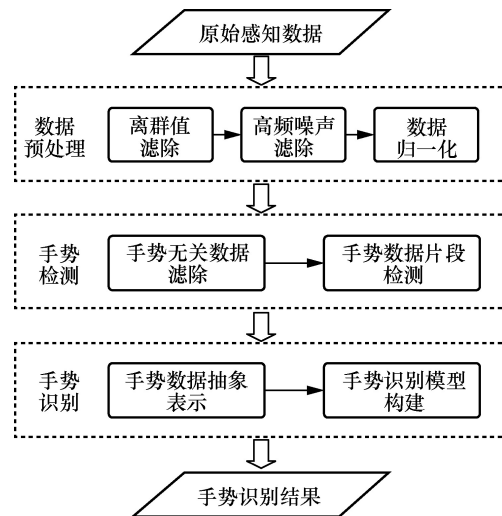 原始感知数据
数据
预处理
离群值
滤除
高频噪声
滤除
数据
归一化
手势
检测
手势无关数据
滤除
手势数据片段
检测
手势
识别
手势数据抽象
表示
手势识别模型
构建
手势识别结果